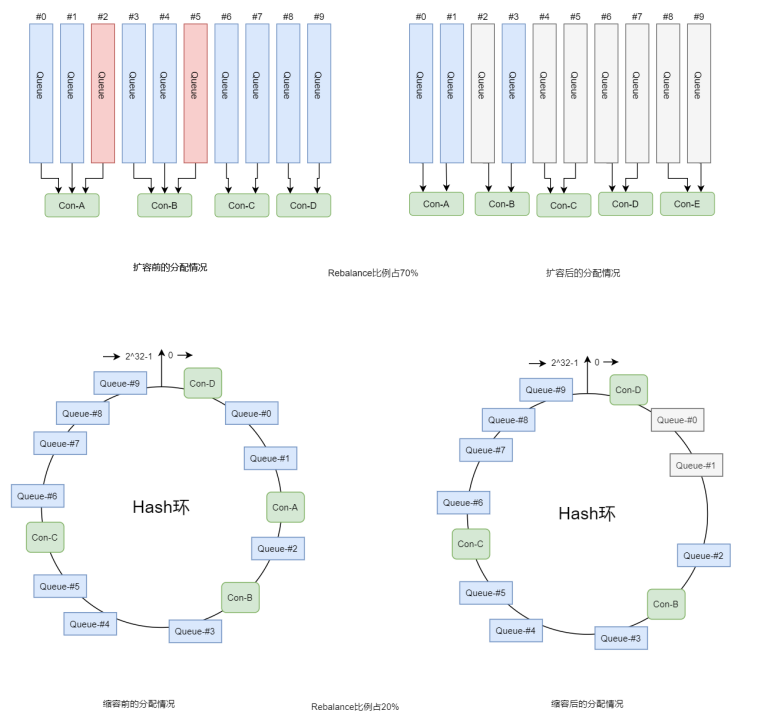 #0 #1 #2 #3 #4 #5 #6 #7 #8 #9
Queue Queue Queue Queue Queue Queue Queue Queue Queue Queue
Con-A Con-B Con-C Con-D
扩容前的分配情况
#0 #1 #2 #3 #4 #5 #6 #7 #8 #9
Queue Queue Queue Queue Queue Queue Queue Queue Queue Queue
Con-A Con-B Con-C Con-D Con-E
扩容后的分配情况
Rebalance比例占70%
2^32-1 0
Con-D
Queue-#9
Queue-#0
Queue-#8
Queue-#7
Queue-#1
Queue-#6
Hash环
Con-A
Con-C
Queue-#2
Queue-#5
Con-B
Queue-#4
Queue-#3
缩容前的分配情况
2^32-1 0
Con-D
Queue-#9
Queue-#0
Queue-#8
Queue-#7
Queue-#1
Queue-#6
Hash环
Con-C
Queue-#2
Queue-#5
Con-B
Queue-#4
Queue-#3
缩容后的分配情况
Rebalance比例占20%